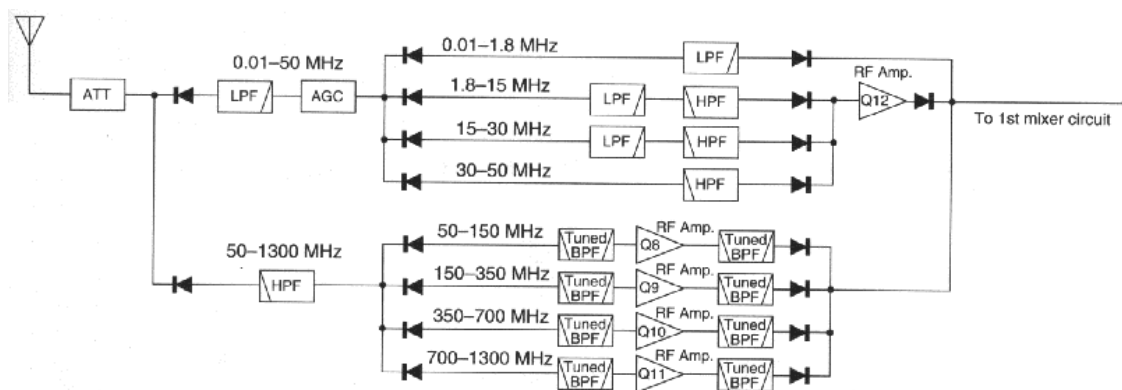 0.01–1.8 MHz
LPF
0.01–50 MHz
RF Amp.
1.8–15 MHz
ATT
LPF
AGC
LPF
HPF
Q12
To 1st mixer circuit
15–30 MHz
LPF
HPF
30–50 MHz
HPF
50–150 MHz
RF Amp.
Tuned
BPF
Q8
Tuned
BPF
50–1300 MHz
150–350 MHz
RF Amp.
HPF
Tuned
BPF
Q9
Tuned
BPF
350–700 MHz
RF Amp.
Tuned
BPF
Q10
Tuned
BPF
700–1300 MHz
RF Amp.
Tuned
BPF
Q11
Tuned
BPF